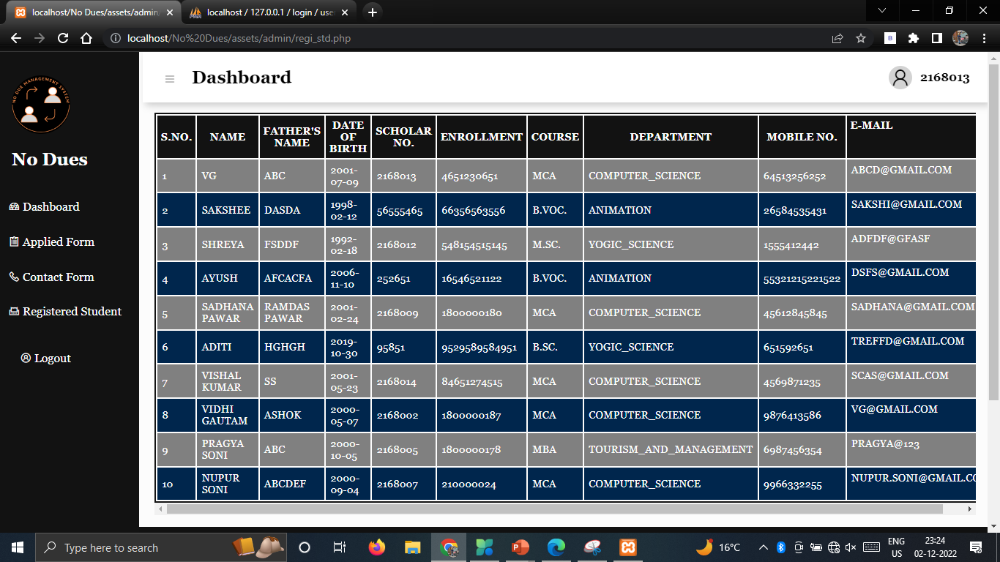 localhost/No Dues/assets/admin
localhost / 127.0.0.1 / login / use
localhost/No%20Dues/assets/admin/regi_std.php
B
NO DUE MANAGEMENT SYSTEM
No Dues
Dashboard
Applied Form
Contact Form
Registered Student
Logout
Dashboard
2168013
S.NO. NAME FATHER'S NAME DATE OF BIRTH SCHOLAR NO. ENROLLMENT COURSE DEPARTMENT MOBILE NO. E-MAIL
1 VG ABC 2001-07-09 2168013 4651230651 MCA COMPUTER_SCIENCE 64513256252 ABCD@GMAIL.COM
2 SAKSHEE DASDA 1998-02-12 56555465 66356563556 B.VOC. ANIMATION 26584535431 SAKSHI@GMAIL.COM
3 SHREYA FSDDF 1992-02-18 2168012 548154515145 M.SC. YOGIC_SCIENCE 1555412442 ADFDF@GFASF
4 AYUSH AFCACFA 2006-11-10 252651 16546521122 B.VOC. ANIMATION 55321215221522 DSFS@GMAIL.COM
5 SADHANA PAWAR RAMDAS PAWAR 2001-02-24 2168009 1800000180 MCA COMPUTER_SCIENCE 45612845845 SADHANA@GMAIL.COM
6 ADITI HGHGH 2019-10-30 95851 9529589584951 B.SC. YOGIC_SCIENCE 651592651 TREFFD@GMAIL.COM
7 VISHAL KUMAR SS 2001-05-23 2168014 84651274515 MCA COMPUTER_SCIENCE 4569871235 SCAS@GMAIL.COM
8 VIDHI GAUTAM ASHOK 2000-05-07 2168002 1800000187 MCA COMPUTER_SCIENCE 9876413586 VG@GMAIL.COM
9 PRAGYA SONI ABC 2000-10-05 2168005 1800000178 MBA TOURISM_AND_MANAGEMENT 6987456354 PRAGYA@123
10 NUPUR SONI ABCDEF 2000-09-04 2168007 210000024 MCA COMPUTER_SCIENCE 9966332255 NUPUR.SONI@GMAIL.CO
Type here to search
16°C
ENG
US
23:24
02-12-2022